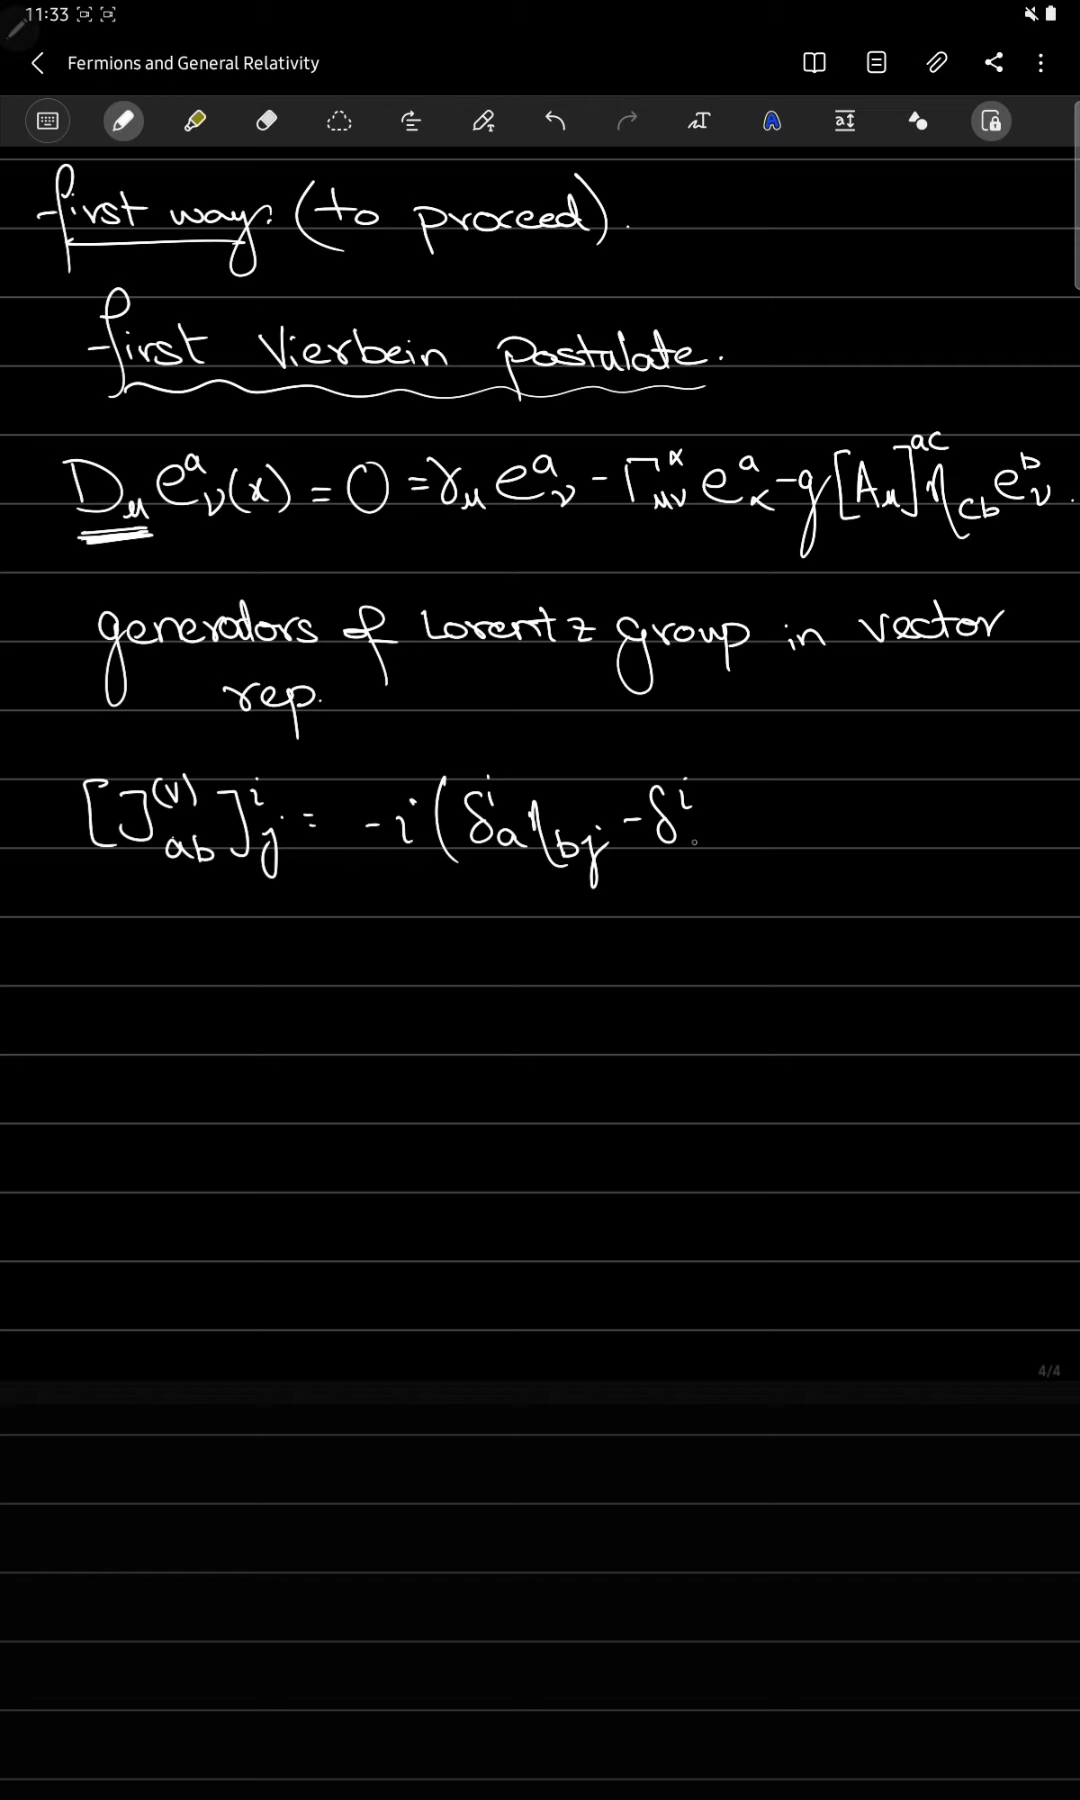 11:33
Fermions and General Relativity
first way: (to proceed).
first Vierbein postulate.
D_μ e^a_ν(x) = 0 = ∂_μ e^a_ν - Γ^α_μν e^a_α - g[A_μ]^ac η_cb e^b_ν.
generators of Lorentz group in vector
rep.
[J^(V)_ab]^i_j = -i(δ^i_a η_bj - δ^i
4/4